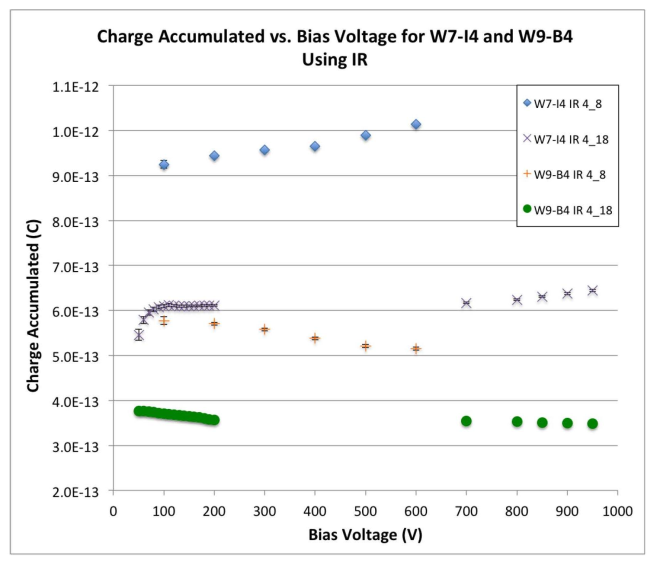 Charge Accumulated vs. Bias Voltage for W7-I4 and W9-B4
Using IR
1.1E-12
1.0E-12
9.0E-13
8.0E-13
7.0E-13
6.0E-13
5.0E-13
4.0E-13
3.0E-13
2.0E-13
Charge Accumulated (C)
W7-I4 IR 4_8
W7-I4 IR 4_18
W9-B4 IR 4_8
W9-B4 IR 4_18
0 100 200 300 400 500 600 700 800 900 1000
Bias Voltage (V)